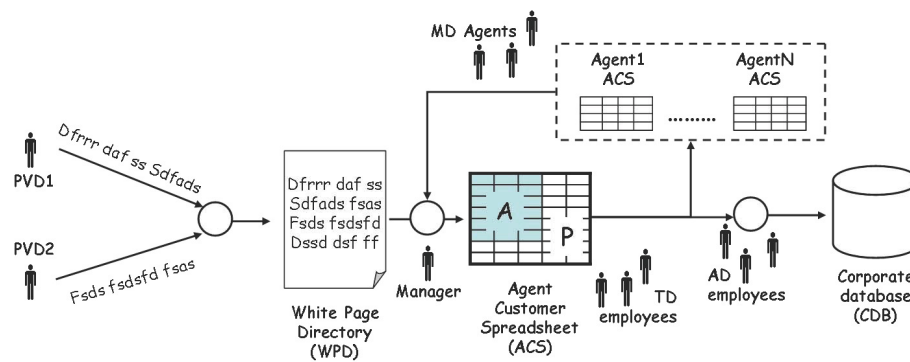 MD Agents
Agent1
ACS
AgentN
ACS
.........
Dfrrr daf ss Sdfads
PVD1
PVD2
Fsds fsdsfd fsas
Dfrrr daf ss
Sdfads fsas
Fsds fsdsfd
Dssd dsf ff
White Page
Directory
(WPD)
Manager
A
P
Agent
Customer
Spreadsheet
(ACS)
TD
employees
AD
employees
Corporate
database
(CDB)